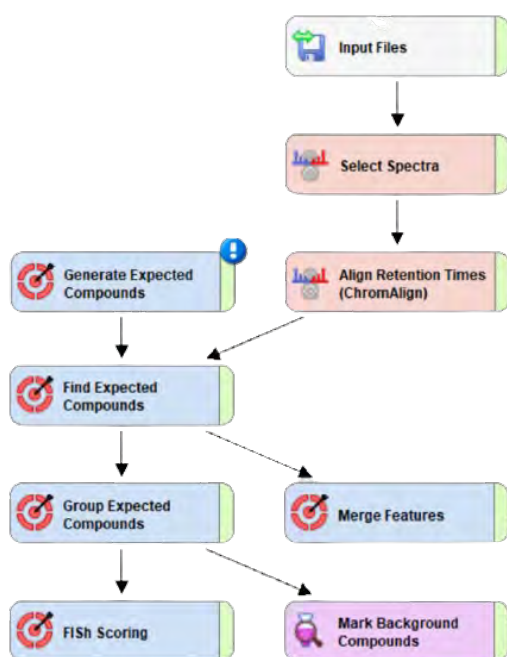 Input Files
Select Spectra
Generate Expected
Compounds
Align Retention Times
(ChromAlign)
Find Expected
Compounds
Group Expected
Compounds
Merge Features
FISh Scoring
Mark Background
Compounds